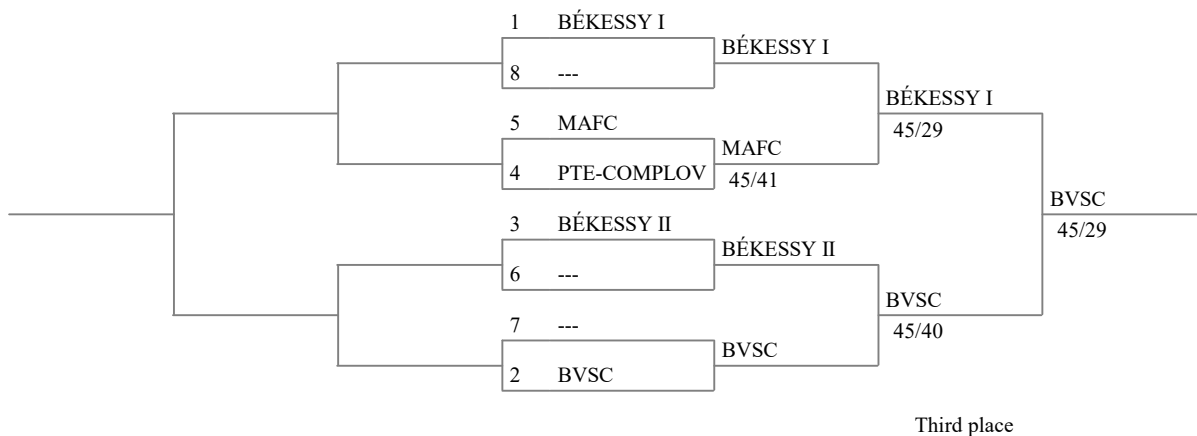 1 BÉKESSY I
BÉKESSY I
8 ---
BÉKESSY I
45/29
5 MAFC
MAFC
4 PTE-COMPLOV
45/41
BVSC
45/29
3 BÉKESSY II
BÉKESSY II
6 ---
BVSC
45/40
7 ---
BVSC
2 BVSC
Third place